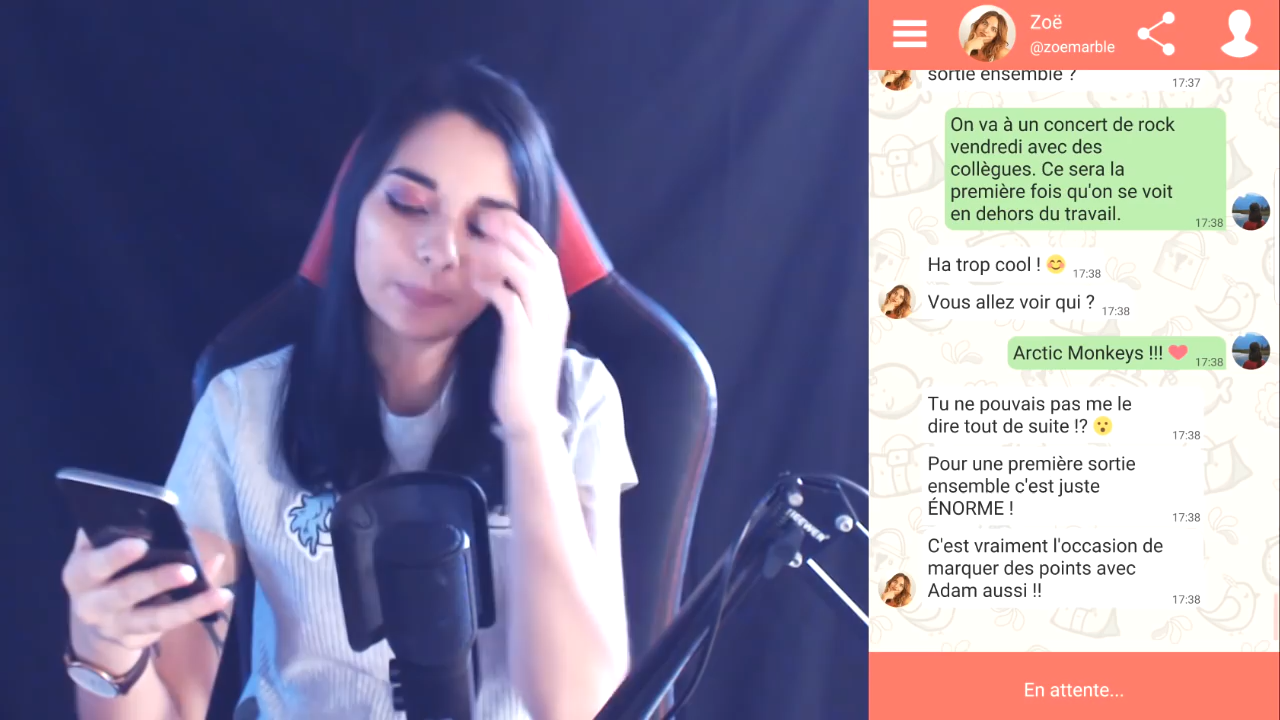 Zoë
@zoemarble
sortie ensemble ?
17:37
On va à un concert de rock
vendredi avec des
collègues. Ce sera la
première fois qu'on se voit
en dehors du travail.
17:38
Ha trop cool ! 😊 17:38
Vous allez voir qui ? 17:38
Arctic Monkeys !!! ❤ 17:38
Tu ne pouvais pas me le
dire tout de suite !? 😮
17:38
Pour une première sortie
ensemble c'est juste
ÉNORME !
17:38
C'est vraiment l'occasion de
marquer des points avec
Adam aussi !!
17:38
En attente...
NEEWER